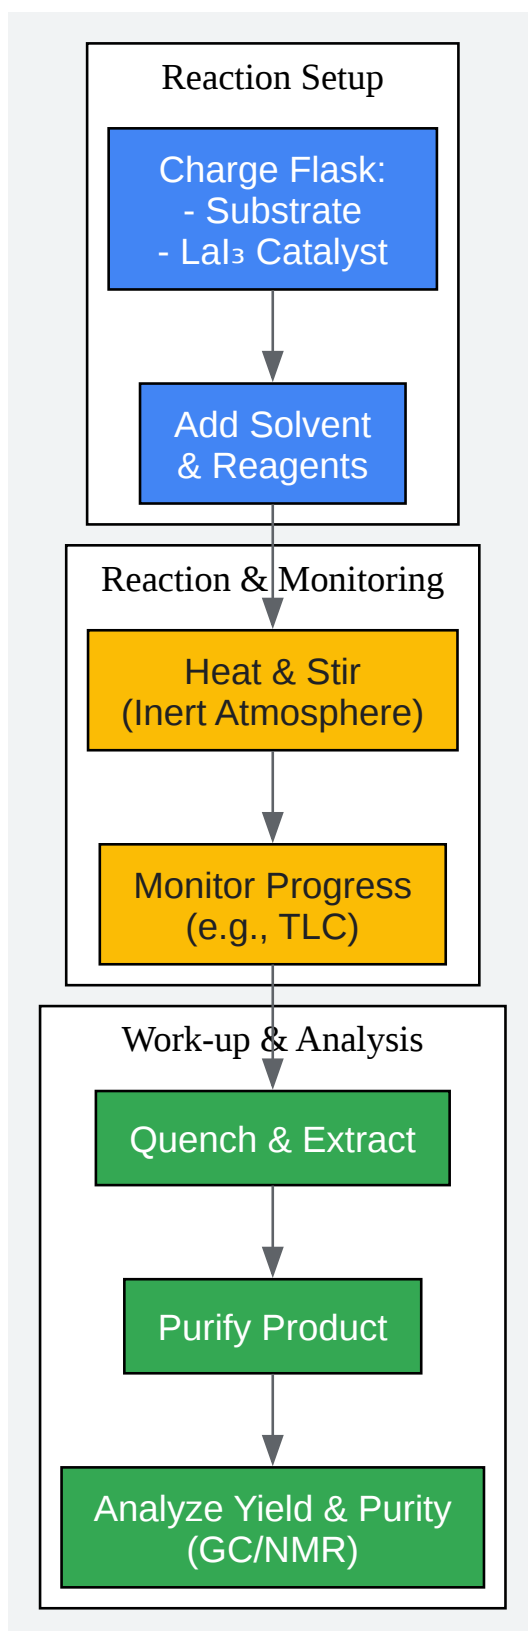 Reaction Setup
Charge Flask:
- Substrate
- LaI₃ Catalyst
Add Solvent
& Reagents
Reaction & Monitoring
Heat & Stir
(Inert Atmosphere)
Monitor Progress
(e.g., TLC)
Work-up & Analysis
Quench & Extract
Purify Product
Analyze Yield & Purity
(GC/NMR)